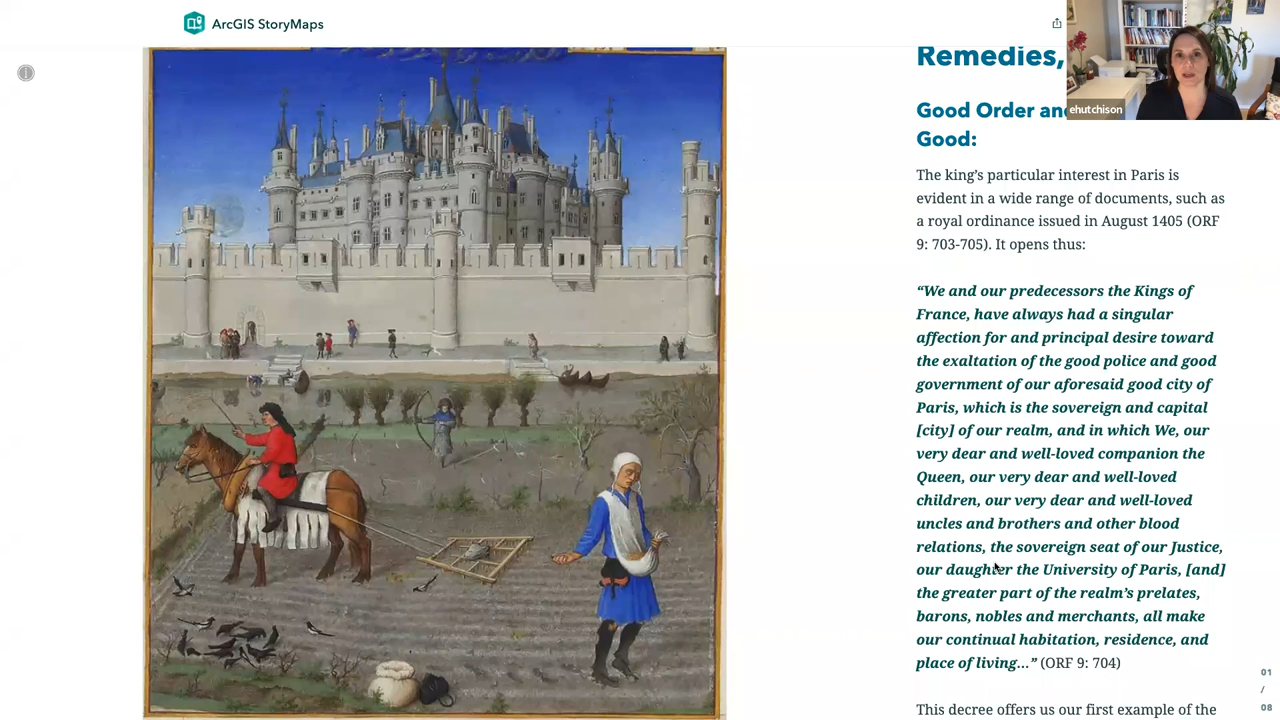 ArcGIS StoryMaps
Remedies,
ehutchison
Good Order and
Good:
The king's particular interest in Paris is
evident in a wide range of documents, such as
a royal ordinance issued in August 1405 (ORF
9: 703-705). It opens thus:
“We and our predecessors the Kings of
France, have always had a singular
affection for and principal desire toward
the exaltation of the good police and good
government of our aforesaid good city of
Paris, which is the sovereign and capital
[city] of our realm, and in which We, our
very dear and well-loved companion the
Queen, our very dear and well-loved
children, our very dear and well-loved
uncles and brothers and other blood
relations, the sovereign seat of our Justice,
our daughter the University of Paris, [and]
the greater part of the realm’s prelates,
barons, nobles and merchants, all make
our continual habitation, residence, and
place of living...” (ORF 9: 704)
This decree offers us our first example of the
01
/
08